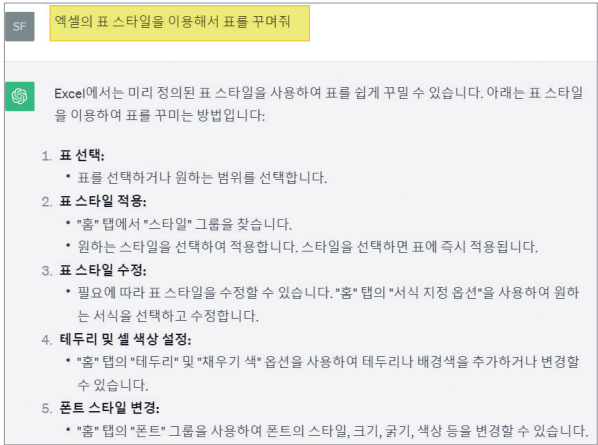 SF
엑셀의 표 스타일을 이용해서 표를 꾸며줘
Excel에서는 미리 정의된 표 스타일을 사용하여 표를 쉽게 꾸밀 수 있습니다. 아래는 표 스타일
을 이용하여 표를 꾸미는 방법입니다:
1. 표 선택:
• 표를 선택하거나 원하는 범위를 선택합니다.
2. 표 스타일 적용:
• "홈" 탭에서 "스타일" 그룹을 찾습니다.
• 원하는 스타일을 선택하여 적용합니다. 스타일을 선택하면 표에 즉시 적용됩니다.
3. 표 스타일 수정:
• 필요에 따라 표 스타일을 수정할 수 있습니다. "홈" 탭의 "서식 지정 옵션"을 사용하여 원하
는 서식을 선택하고 수정합니다.
4. 테두리 및 셀 색상 설정:
• "홈" 탭의 "테두리" 및 "채우기 색" 옵션을 사용하여 테두리나 배경색을 추가하거나 변경할
수 있습니다.
5. 폰트 스타일 변경:
• "홈" 탭의 "폰트" 그룹을 사용하여 폰트의 스타일, 크기, 굵기, 색상 등을 변경할 수 있습니다.